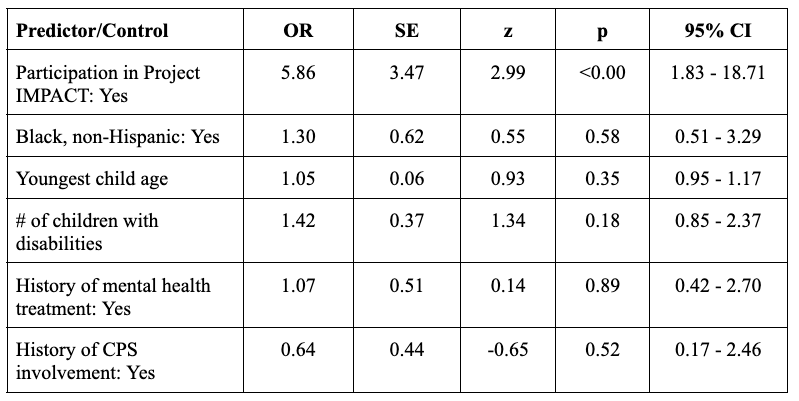 Predictor/Control OR SE z p 95% CI
Participation in Project 5.86 3.47 2.99 <0.00 1.83 - 18.71
IMPACT: Yes
Black, non-Hispanic: Yes 1.30 0.62 0.55 0.58 0.51 - 3.29
Youngest child age 1.05 0.06 0.93 0.35 0.95 - 1.17
# of children with 1.42 0.37 1.34 0.18 0.85 - 2.37
disabilities
History of mental health 1.07 0.51 0.14 0.89 0.42 - 2.70
treatment: Yes
History of CPS 0.64 0.44 -0.65 0.52 0.17 - 2.46
involvement: Yes